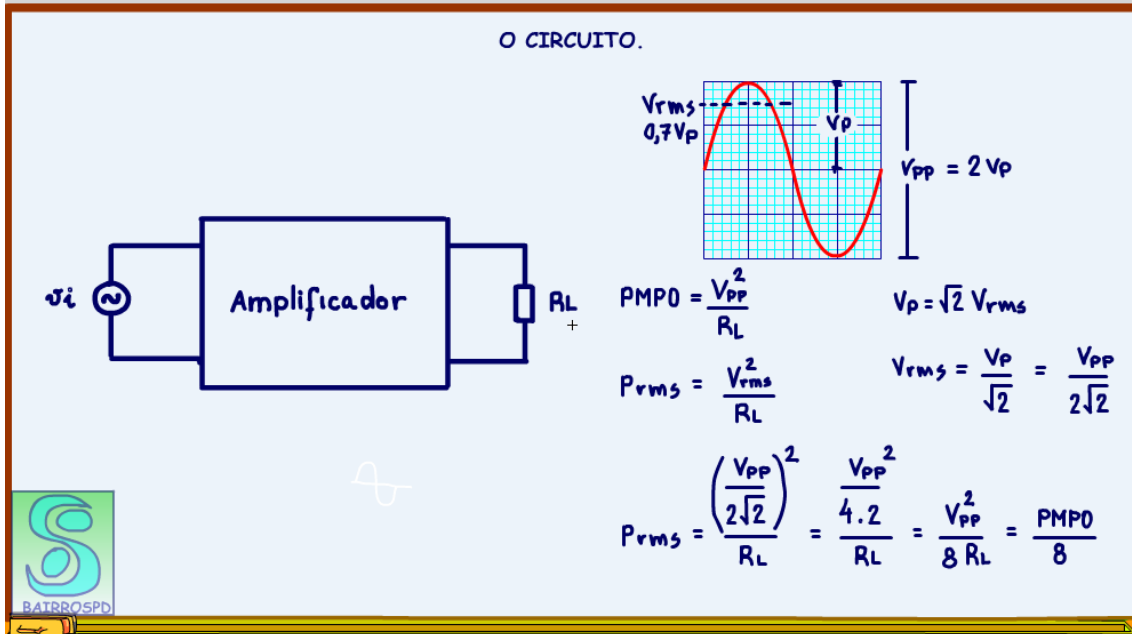 O CIRCUITO.
Vrms
0,7Vp
Vp
Vpp = 2 Vp
vi
Amplificador
RL
PMPO = Vpp² / RL
Vp = √2 Vrms
Prms = Vrms² / RL
Vrms = Vp / √2 = Vpp / 2√2
Prms = (Vpp / 2√2)² / RL = (Vpp² / 4.2) / RL = Vpp² / 8 RL = PMPO / 8
BAIRROSPD